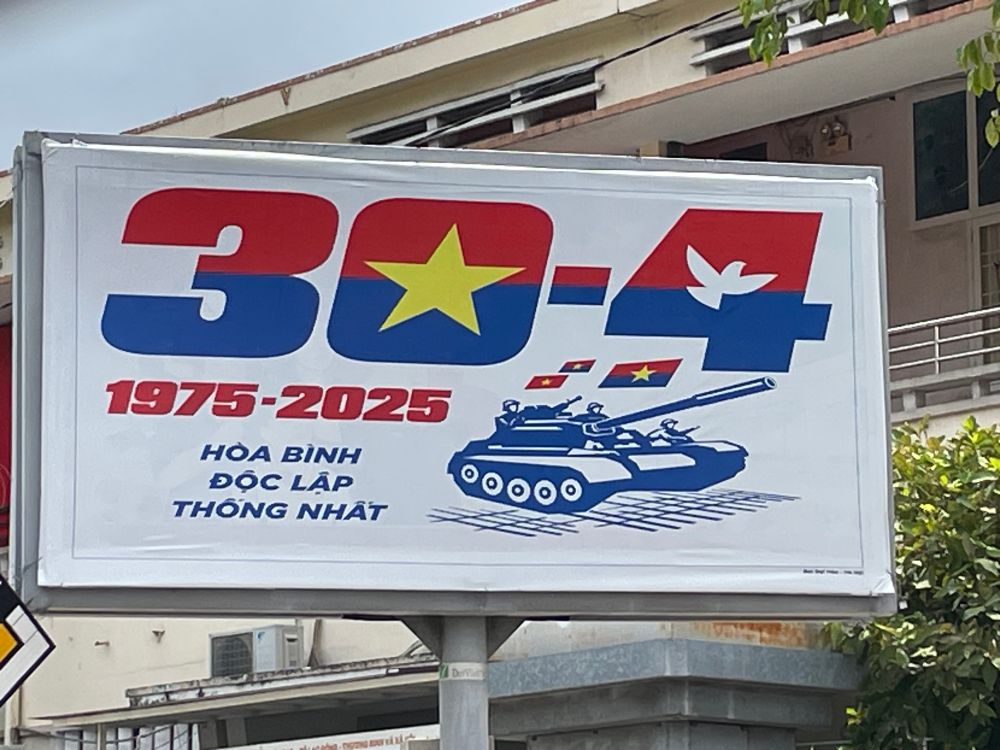 30-4
1975-2025
HÒA BÌNH
ĐỘC LẬP
THỐNG NHẤT